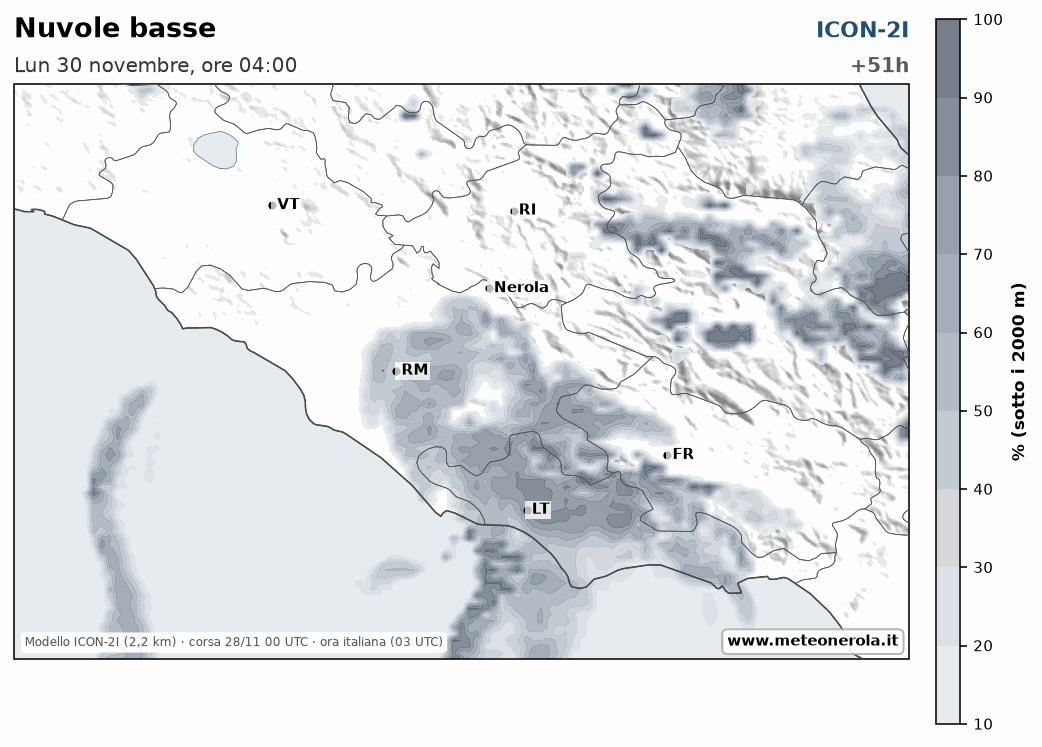 Nuvole basse
ICON-2I
Lun 30 novembre, ore 04:00
+51h
VT
RI
Nerola
RM
FR
LT
Modello ICON-2I (2,2 km) · corsa 28/11 00 UTC · ora italiana (03 UTC)
www.meteonerola.it
100
90
80
70
60
50
40
30
20
10
% (sotto i 2000 m)